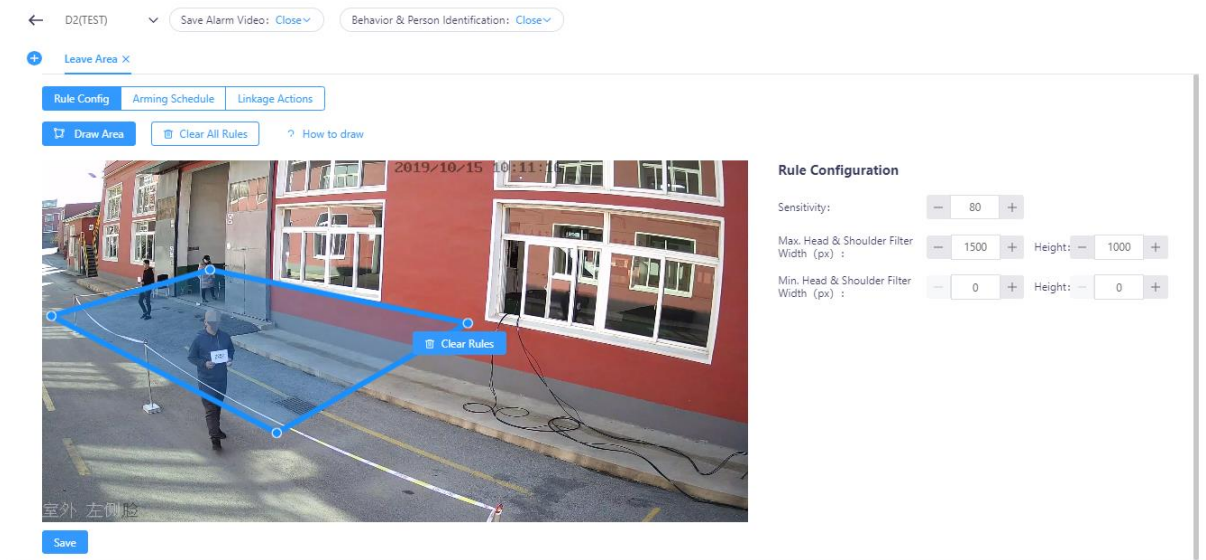 D2(TEST) Save Alarm Video: Close Behavior & Person Identification: Close
Leave Area ×
Rule Config Arming Schedule Linkage Actions
Draw Area Clear All Rules ? How to draw
2019/10/15 10:11:16
Rule Configuration
Sensitivity: − 80 +
Max. Head & Shoulder Filter
Width (px) : − 1500 + Height: − 1000 +
Min. Head & Shoulder Filter
Width (px) : − 0 + Height: − 0 +
Clear Rules
室外 左侧脸
Save